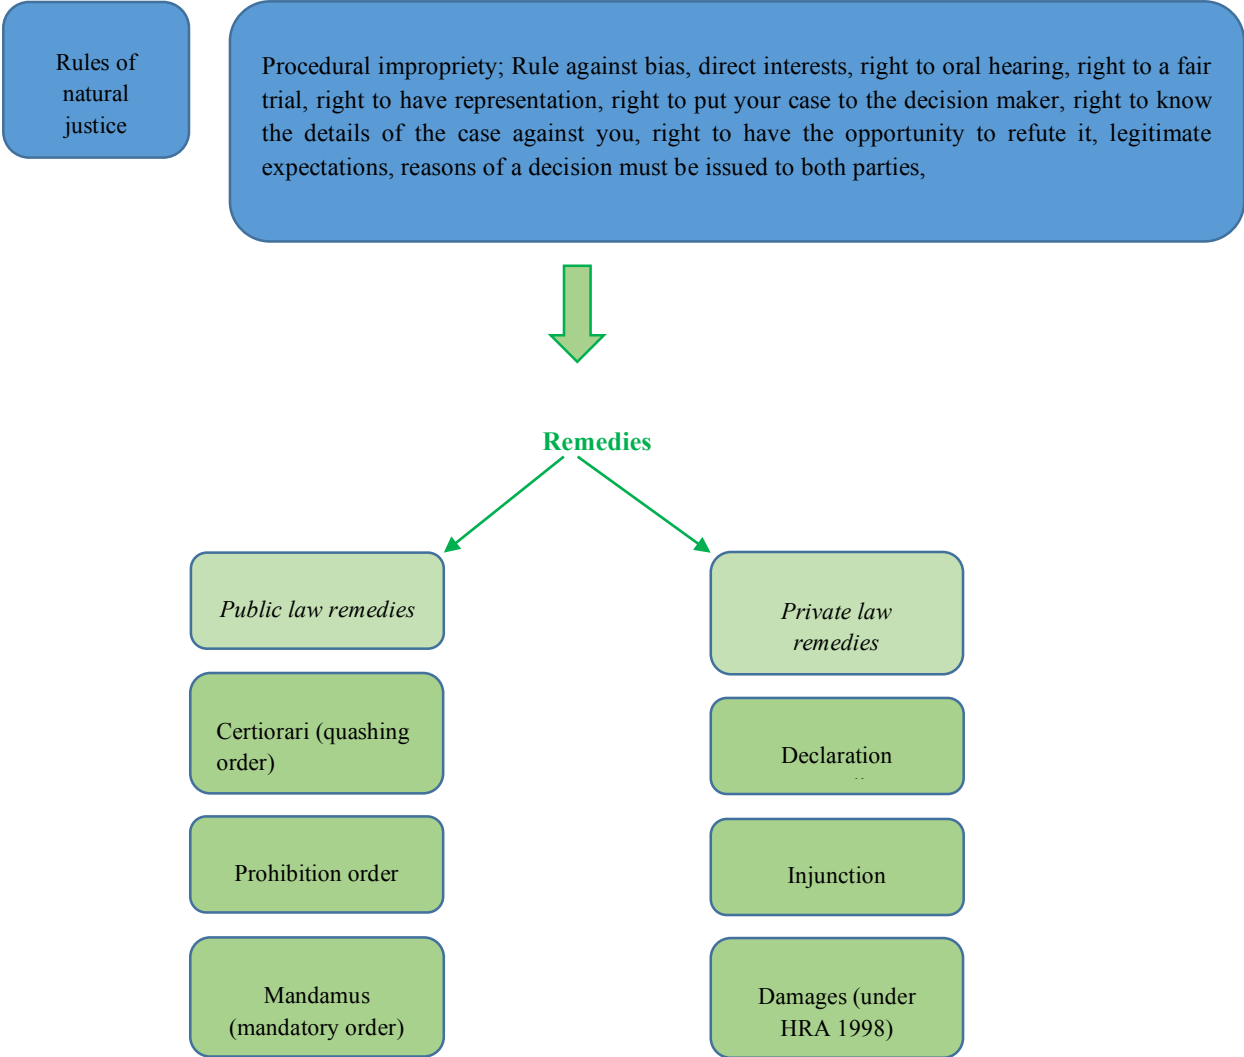 Rules of
natural
justice
Procedural impropriety; Rule against bias, direct interests, right to oral hearing, right to a fair
trial, right to have representation, right to put your case to the decision maker, right to know
the details of the case against you, right to have the opportunity to refute it, legitimate
expectations, reasons of a decision must be issued to both parties,
Remedies
Public law remedies
Private law
remedies
Certiorari (quashing
order)
Declaration
Prohibition order
Injunction
Mandamus
(mandatory order)
Damages (under
HRA 1998)